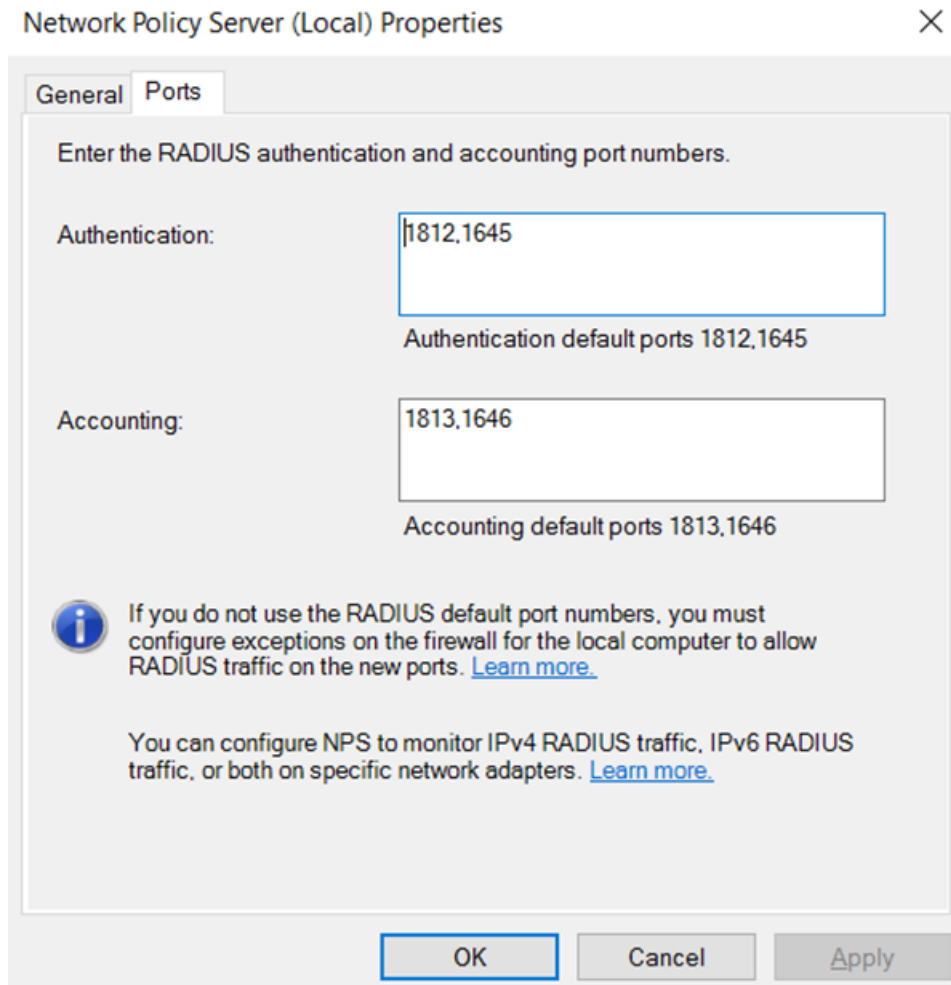 Network Policy Server (Local) Properties
General
Ports
Enter the RADIUS authentication and accounting port numbers.
Authentication:
1812,1645
Authentication default ports 1812,1645
Accounting:
1813,1646
Accounting default ports 1813,1646
If you do not use the RADIUS default port numbers, you must
configure exceptions on the firewall for the local computer to allow
RADIUS traffic on the new ports. Learn more.
You can configure NPS to monitor IPv4 RADIUS traffic, IPv6 RADIUS
traffic, or both on specific network adapters. Learn more.
OK
Cancel
Apply